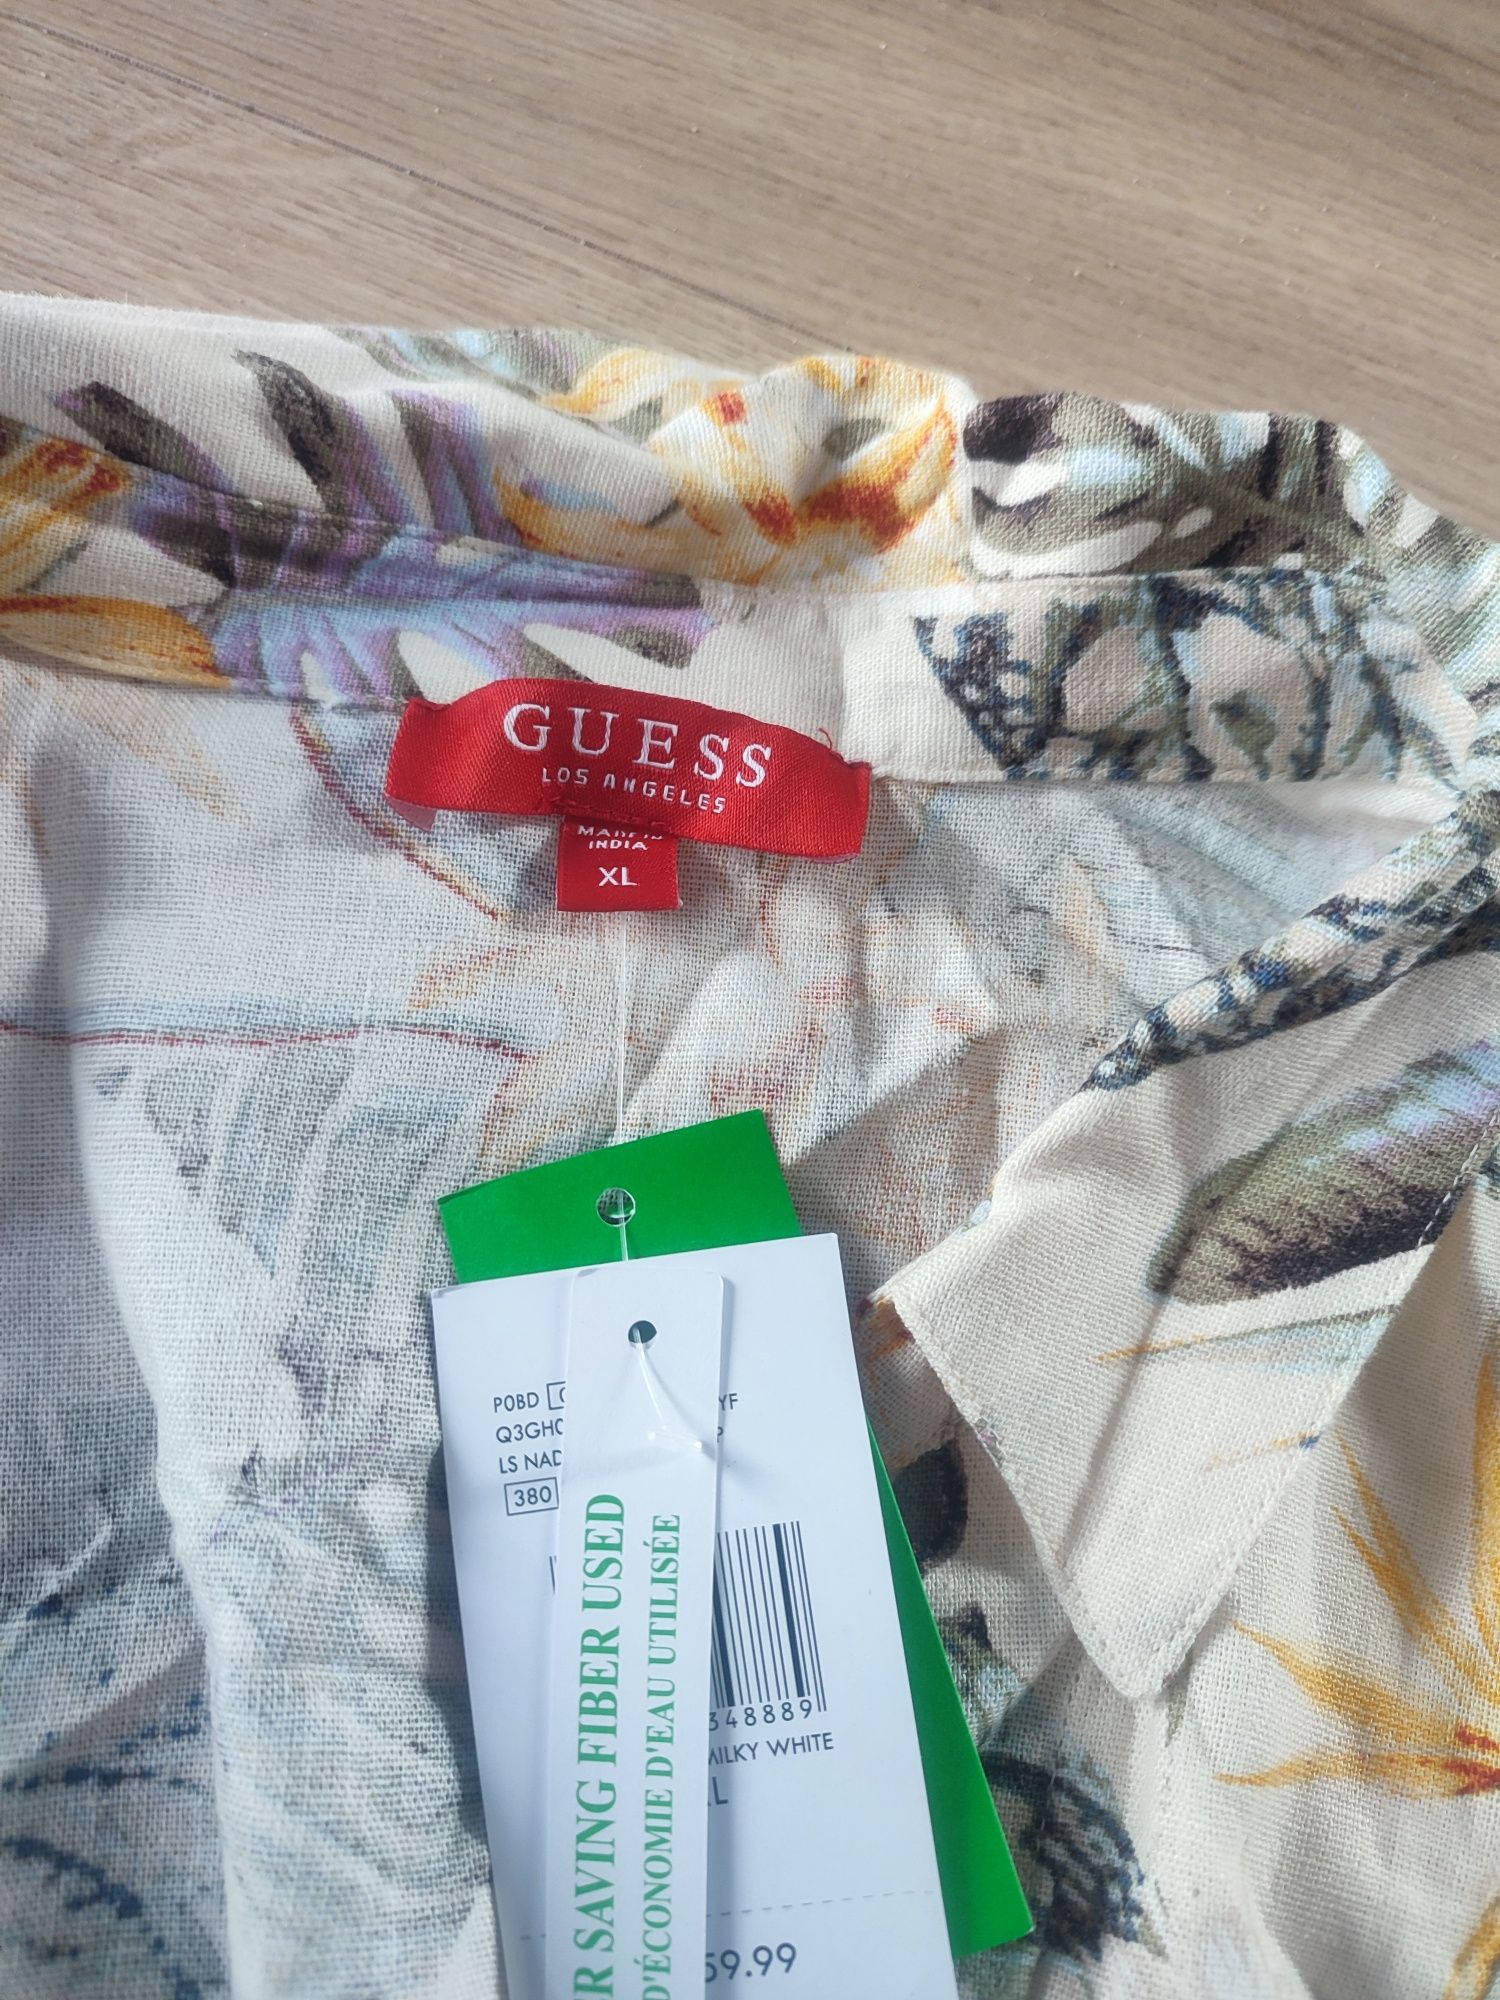 GUESS
LOS ANGELES
MADE IN
INDIA
XL
P0BD
YF
LS NAD
380
348889
MILKY WHITE
59.99
SAVING FIBER USED
D'ÉCONOMIE D'EAU UTILISÉE